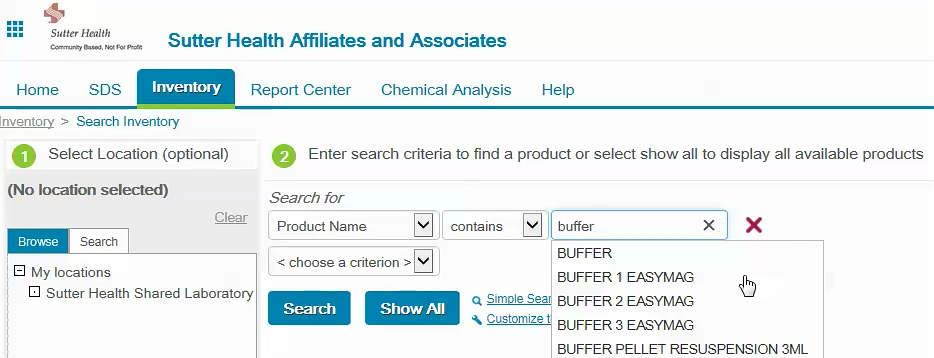 Sutter Health
Community Based, Not For Profit
Sutter Health Affiliates and Associates
Home SDS Inventory Report Center Chemical Analysis Help
Inventory > Search Inventory
1 Select Location (optional)
(No location selected)
Clear
Browse Search
My locations
Sutter Health Shared Laboratory
2 Enter search criteria to find a product or select show all to display all available products
Search for
Product Name contains buffer
< choose a criterion >
BUFFER
BUFFER 1 EASYMAG
BUFFER 2 EASYMAG
BUFFER 3 EASYMAG
BUFFER PELLET RESUSPENSION 3ML
Search Show All Simple Sear
Customize t